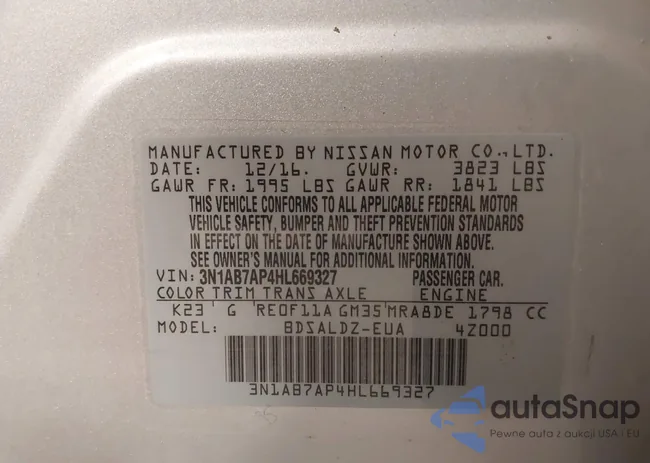 MANUFACTURED BY NISSAN MOTOR CO., LTD.
DATE: 12/16. GVWR: 3823 LBS
GAWR FR: 1995 LBS GAWR RR: 1841 LBS
THIS VEHICLE CONFORMS TO ALL APPLICABLE FEDERAL MOTOR
VEHICLE SAFETY, BUMPER AND THEFT PREVENTION STANDARDS
IN EFFECT ON THE DATE OF MANUFACTURE SHOWN ABOVE.
SEE OWNER'S MANUAL FOR ADDITIONAL INFORMATION.
VIN: 3N1AB7AP4HL669327 PASSENGER CAR.
COLOR TRIM TRANS AXLE ENGINE
K23 G RE0F11A GM35 MRA8DE 1798 CC
MODEL: BDSALDZ-EUA 4Z000
3N1AB7AP4HL669327
autaSnap
Pewne auta z aukcji USA - EU